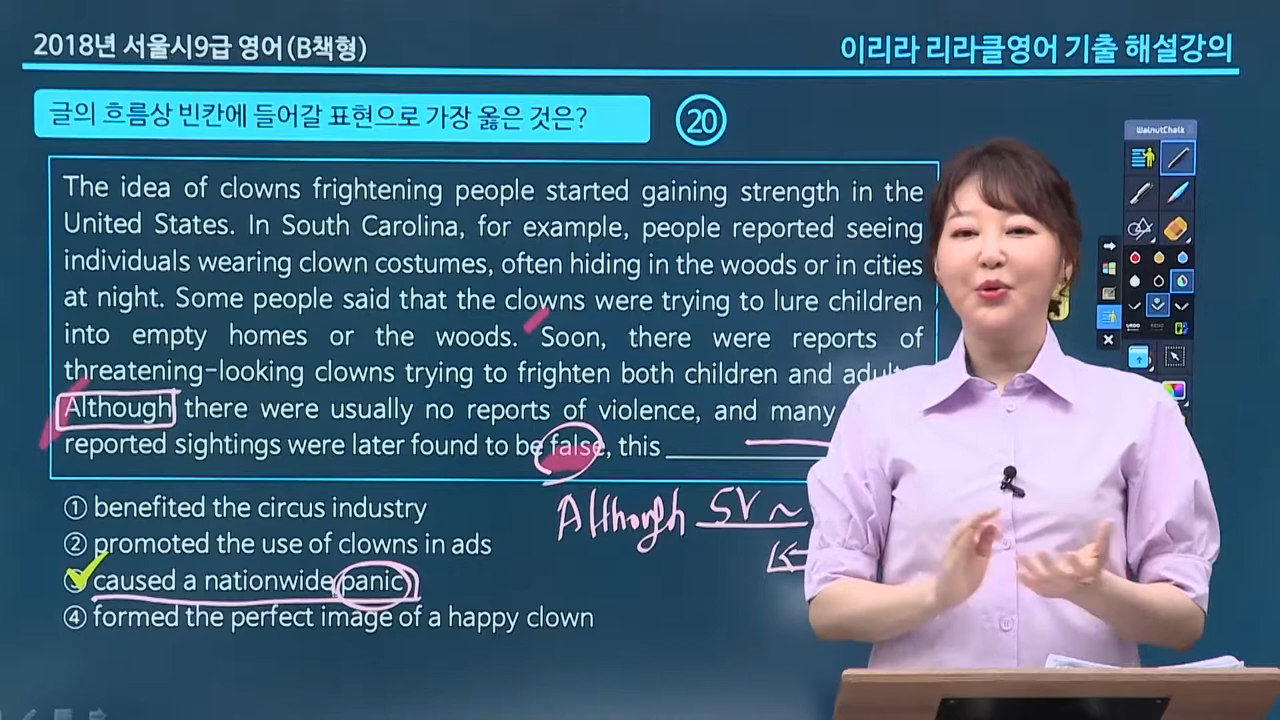 2018년 서울시9급 영어(B책형)
이리라 리라클영어 기출 해설강의
글의 흐름상 빈칸에 들어갈 표현으로 가장 옳은 것은?
20
WalnutChalk
The idea of clowns frightening people started gaining strength in the
United States. In South Carolina, for example, people reported seeing
individuals wearing clown costumes, often hiding in the woods or in cities
at night. Some people said that the clowns were trying to lure children
into empty homes or the woods. Soon, there were reports of
threatening-looking clowns trying to frighten both children and
Although there were usually no reports of violence, and many
reported sightings were later found to be false, this
Although SV ~
① benefited the circus industry
② promoted the use of clowns in ads
caused a nationwide panic
④ formed the perfect image of a happy clown